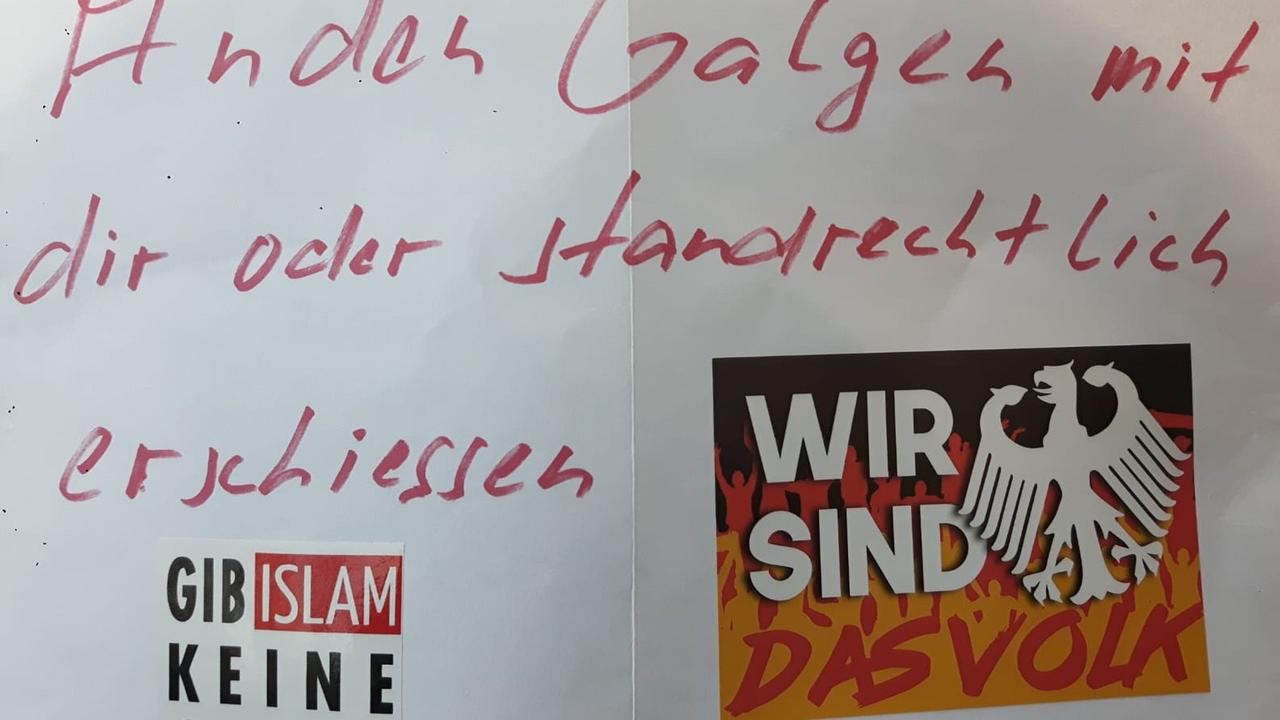 An den Galgen mit
dir oder standrechtlich
erschiessen
GIB ISLAM
KEINE
WIR
SIND
DAS VOLK